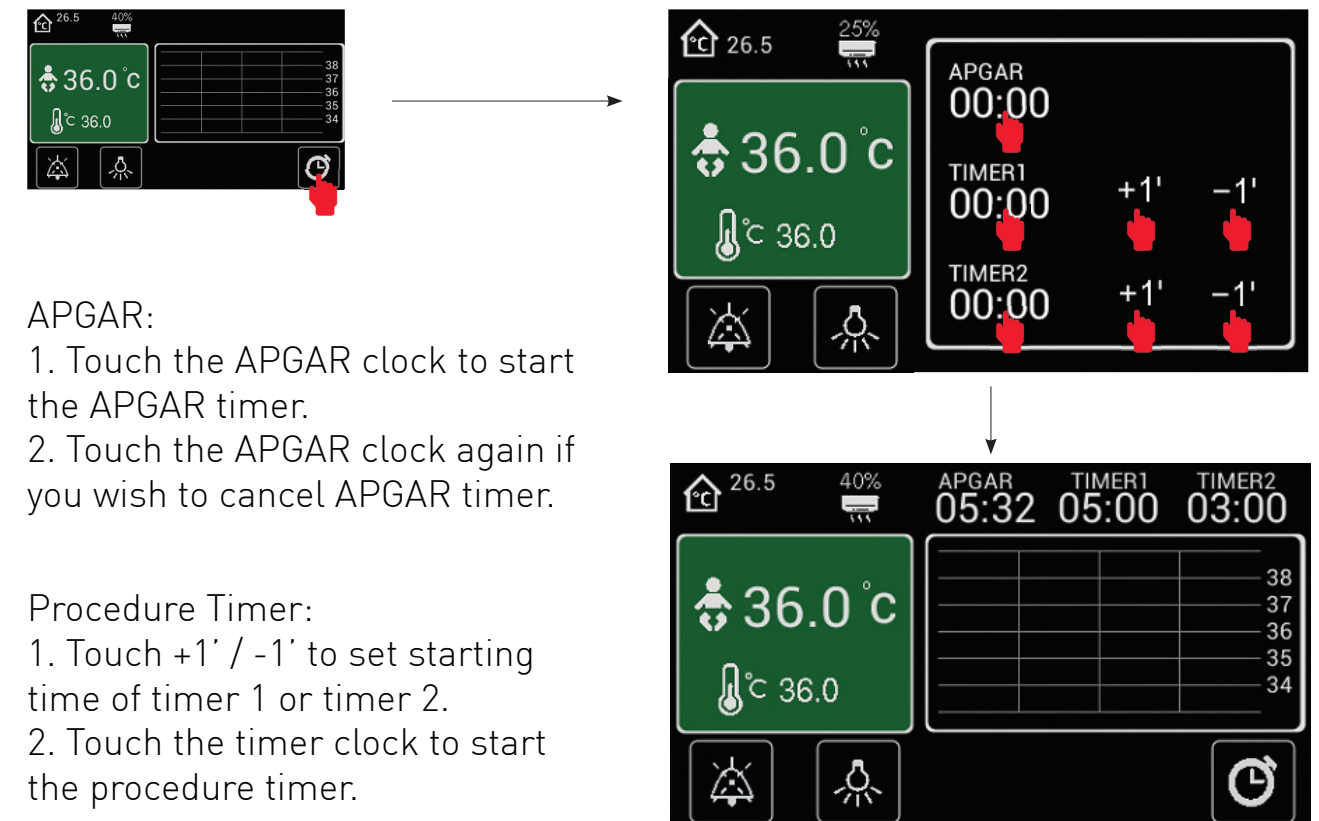 26.5 40%
36.0 °c
°C 36.0
38
37
36
35
34
APGAR:
1. Touch the APGAR clock to start
the APGAR timer.
2. Touch the APGAR clock again if
you wish to cancel APGAR timer.
Procedure Timer:
1. Touch +1’ / -1’ to set starting
time of timer 1 or timer 2.
2. Touch the timer clock to start
the procedure timer.
°C 26.5 25%
36.0 °c
°C 36.0
APGAR
00:00
TIMER1
00:00 +1' −1'
TIMER2
00:00 +1' −1'
°C 26.5 40%
APGAR TIMER1 TIMER2
05:32 05:00 03:00
36.0 °c
°C 36.0
38
37
36
35
34